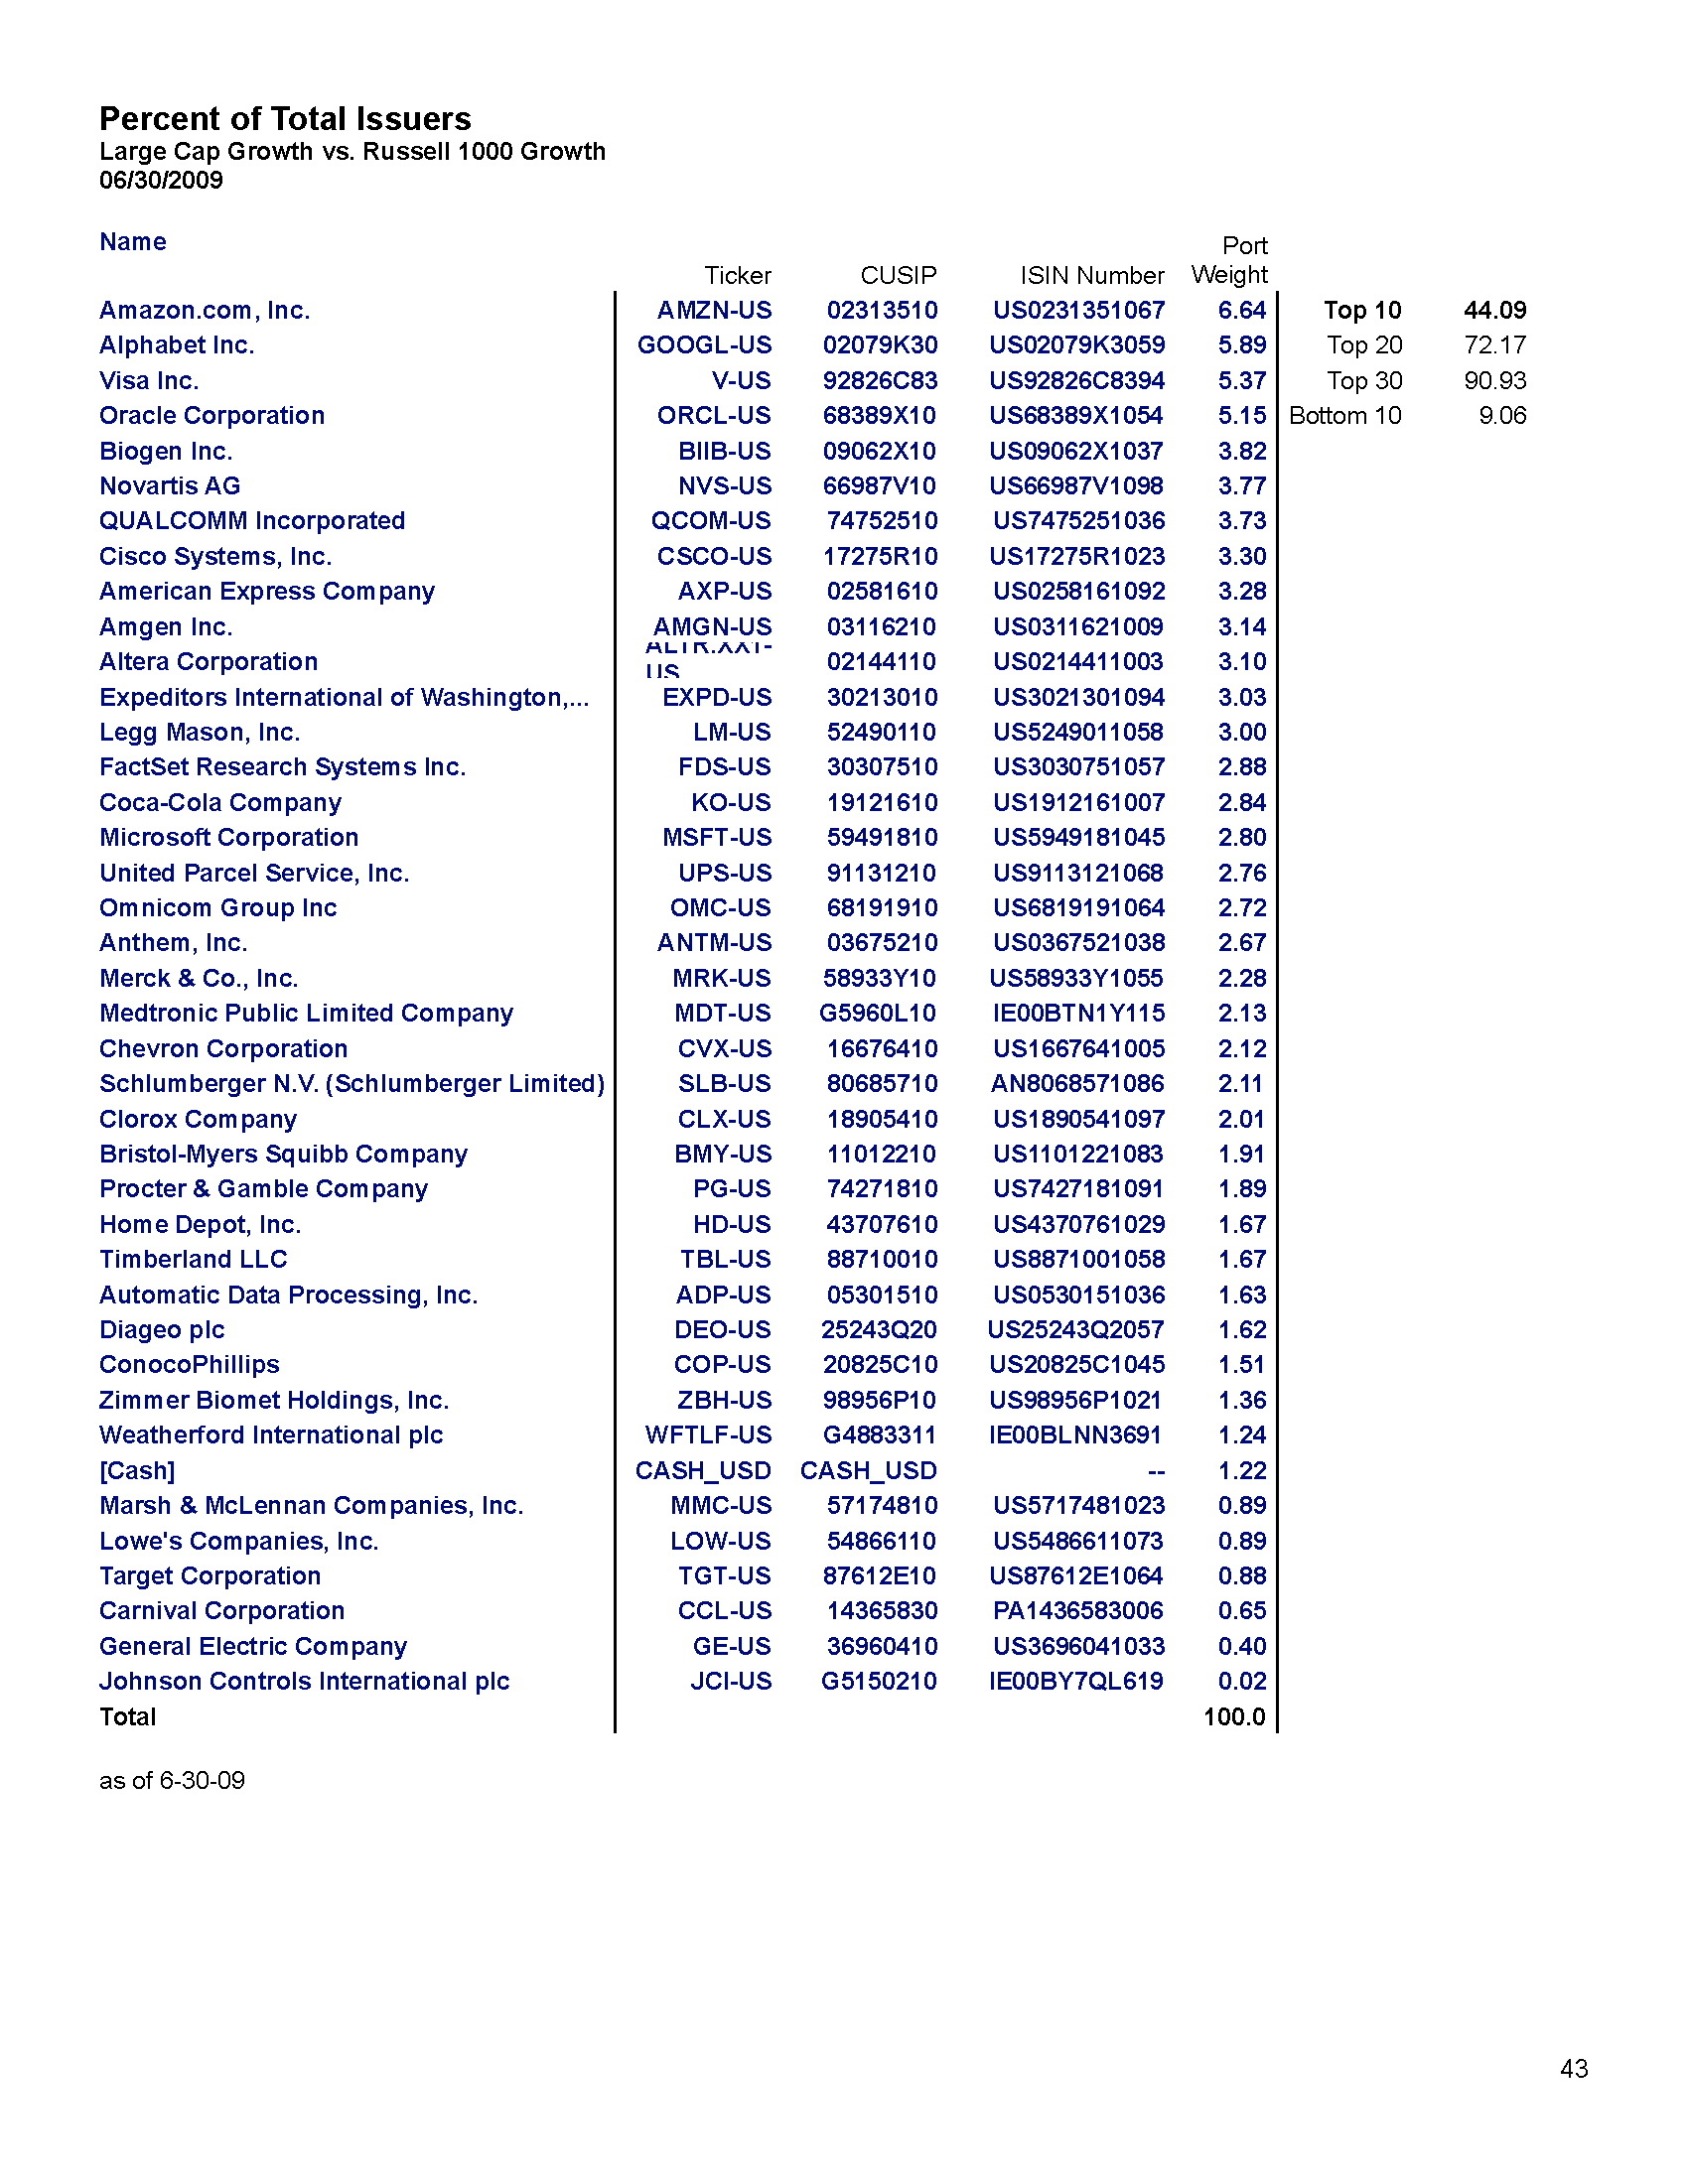 Percent of Total Issuers
Large Cap Growth vs. Russell 1000 Growth
06/30/2009
Name Ticker CUSIP ISIN Number Port Weight
Amazon.com, Inc. AMZN-US 02313510 US0231351067 6.64 Top 10 44.09
Alphabet Inc. GOOGL-US 02079K30 US02079K3059 5.89 Top 20 72.17
Visa Inc. V-US 92826C83 US92826C8394 5.37 Top 30 90.93
Oracle Corporation ORCL-US 68389X10 US68389X1054 5.15 Bottom 10 9.06
Biogen Inc. BIIB-US 09062X10 US09062X1037 3.82
Novartis AG NVS-US 66987V10 US66987V1098 3.77
QUALCOMM Incorporated QCOM-US 74752510 US7475251036 3.73
Cisco Systems, Inc. CSCO-US 17275R10 US17275R1023 3.30
American Express Company AXP-US 02581610 US0258161092 3.28
Amgen Inc. AMGN-US 03116210 US0311621009 3.14
Altera Corporation 02144110 US0214411003 3.10
Expeditors International of Washington,... EXPD-US 30213010 US3021301094 3.03
Legg Mason, Inc. LM-US 52490110 US5249011058 3.00
FactSet Research Systems Inc. FDS-US 30307510 US3030751057 2.88
Coca-Cola Company KO-US 19121610 US1912161007 2.84
Microsoft Corporation MSFT-US 59491810 US5949181045 2.80
United Parcel Service, Inc. UPS-US 91131210 US9113121068 2.76
Omnicom Group Inc OMC-US 68191910 US6819191064 2.72
Anthem, Inc. ANTM-US 03675210 US0367521038 2.67
Merck & Co., Inc. MRK-US 58933Y10 US58933Y1055 2.28
Medtronic Public Limited Company MDT-US G5960L10 IE00BTN1Y115 2.13
Chevron Corporation CVX-US 16676410 US1667641005 2.12
Schlumberger N.V. (Schlumberger Limited) SLB-US 80685710 AN8068571086 2.11
Clorox Company CLX-US 18905410 US1890541097 2.01
Bristol-Myers Squibb Company BMY-US 11012210 US1101221083 1.91
Procter & Gamble Company PG-US 74271810 US7427181091 1.89
Home Depot, Inc. HD-US 43707610 US4370761029 1.67
Timberland LLC TBL-US 88710010 US8871001058 1.67
Automatic Data Processing, Inc. ADP-US 05301510 US0530151036 1.63
Diageo plc DEO-US 25243Q20 US25243Q2057 1.62
ConocoPhillips COP-US 20825C10 US20825C1045 1.51
Zimmer Biomet Holdings, Inc. ZBH-US 98956P10 US98956P1021 1.36
Weatherford International plc WFTLF-US G4883311 IE00BLNN3691 1.24
[Cash] CASH_USD CASH_USD -- 1.22
Marsh & McLennan Companies, Inc. MMC-US 57174810 US5717481023 0.89
Lowe's Companies, Inc. LOW-US 54866110 US5486611073 0.89
Target Corporation TGT-US 87612E10 US87612E1064 0.88
Carnival Corporation CCL-US 14365830 PA1436583006 0.65
General Electric Company GE-US 36960410 US3696041033 0.40
Johnson Controls International plc JCI-US G5150210 IE00BY7QL619 0.02
Total 100.0
as of 6-30-09
43